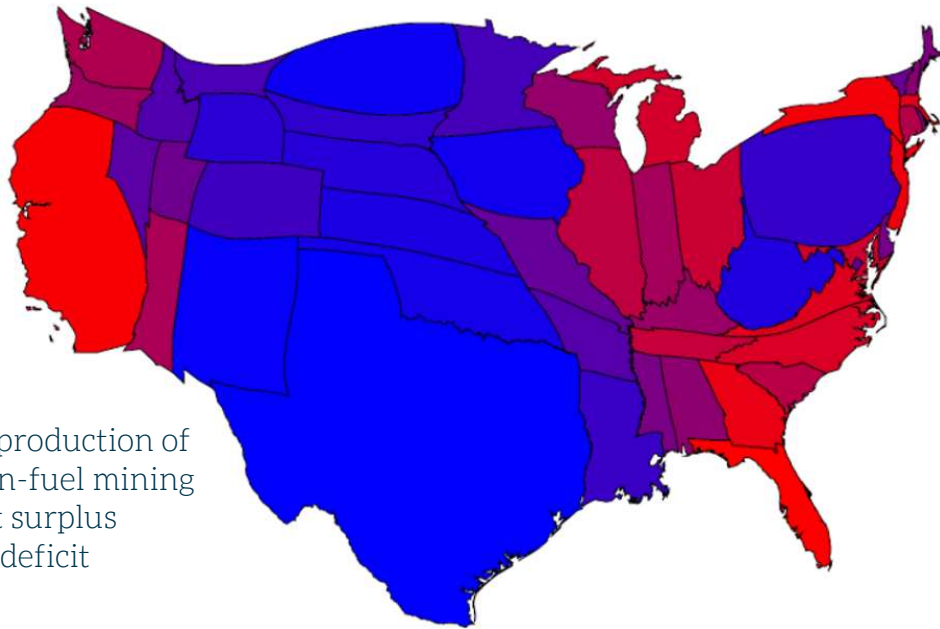 production of
n-fuel mining
surplus
deficit